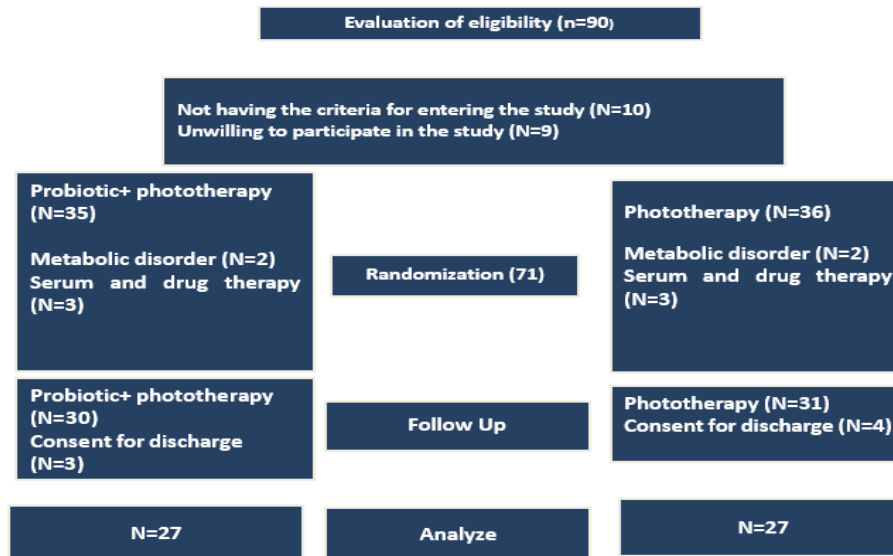 Evaluation of eligibility (n=90)
Not having the criteria for entering the study (N=10)
Unwilling to participate in the study (N=9)
Probiotic+ phototherapy
(N=35)
Metabolic disorder (N=2)
Serum and drug therapy
(N=3)
Randomization (71)
Phototherapy (N=36)
Metabolic disorder (N=2)
Serum and drug therapy
(N=3)
Probiotic+ phototherapy
(N=30)
Consent for discharge
(N=3)
Follow Up
Phototherapy (N=31)
Consent for discharge (N=4)
N=27
Analyze
N=27